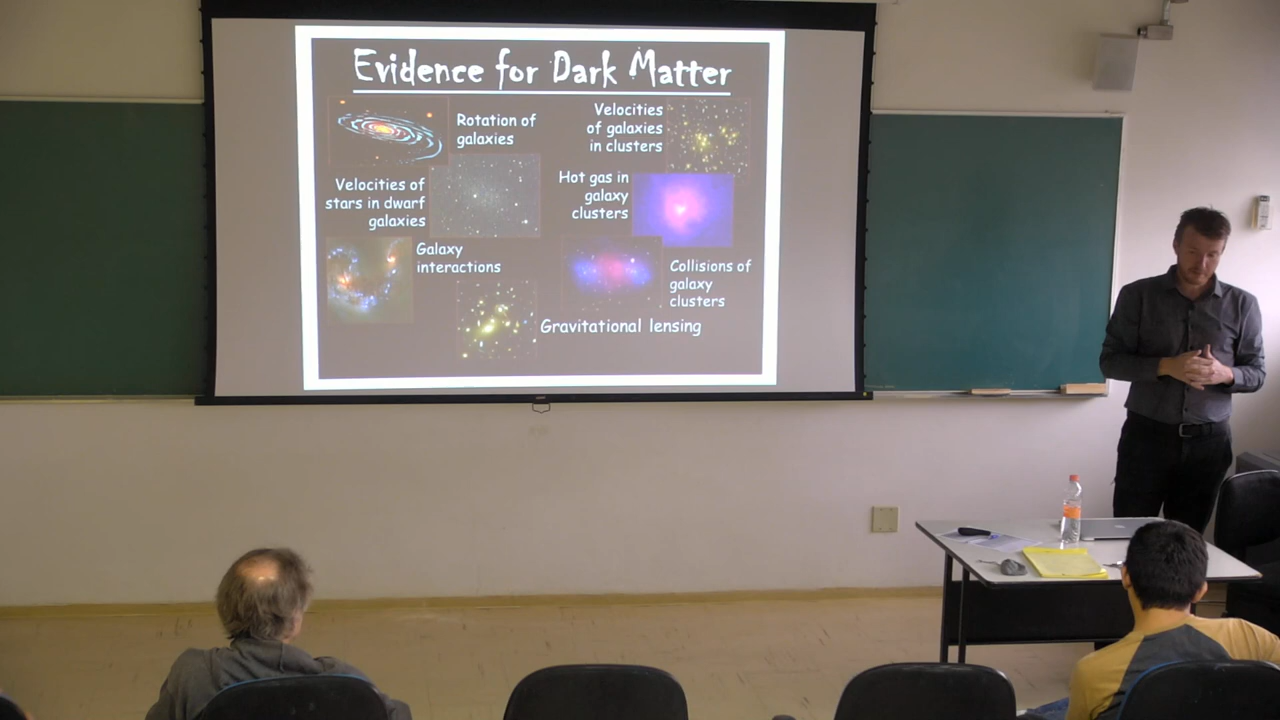 Evidence for Dark Matter
Rotation of
galaxies
Velocities
of galaxies
in clusters
Velocities of
stars in dwarf
galaxies
Hot gas in
galaxy
clusters
Galaxy
interactions
Collisions of
galaxy
clusters
Gravitational lensing